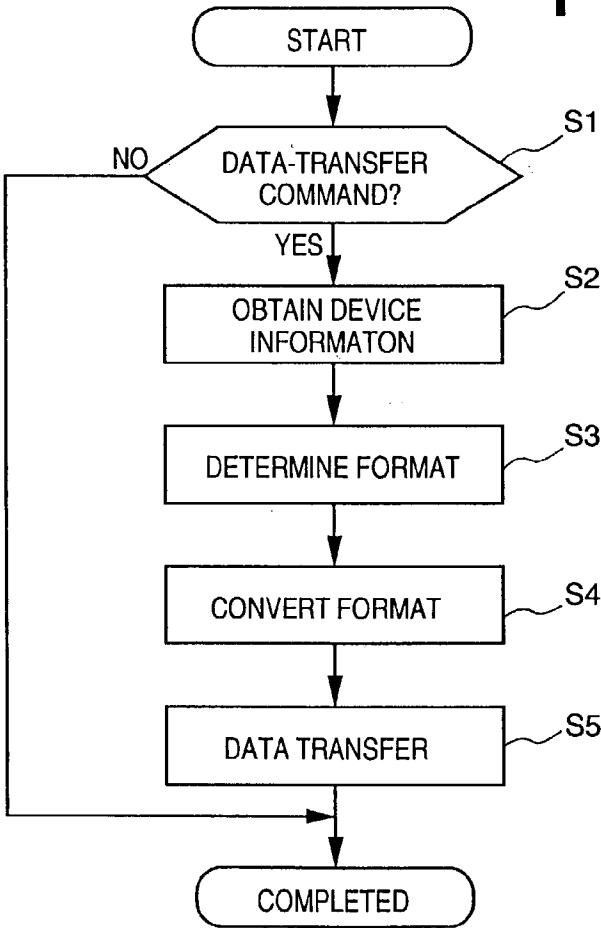 START
S1
NO
DATA-TRANSFER
COMMAND?
YES
S2
OBTAIN DEVICE
INFORMATON
S3
DETERMINE FORMAT
S4
CONVERT FORMAT
S5
DATA TRANSFER
COMPLETED